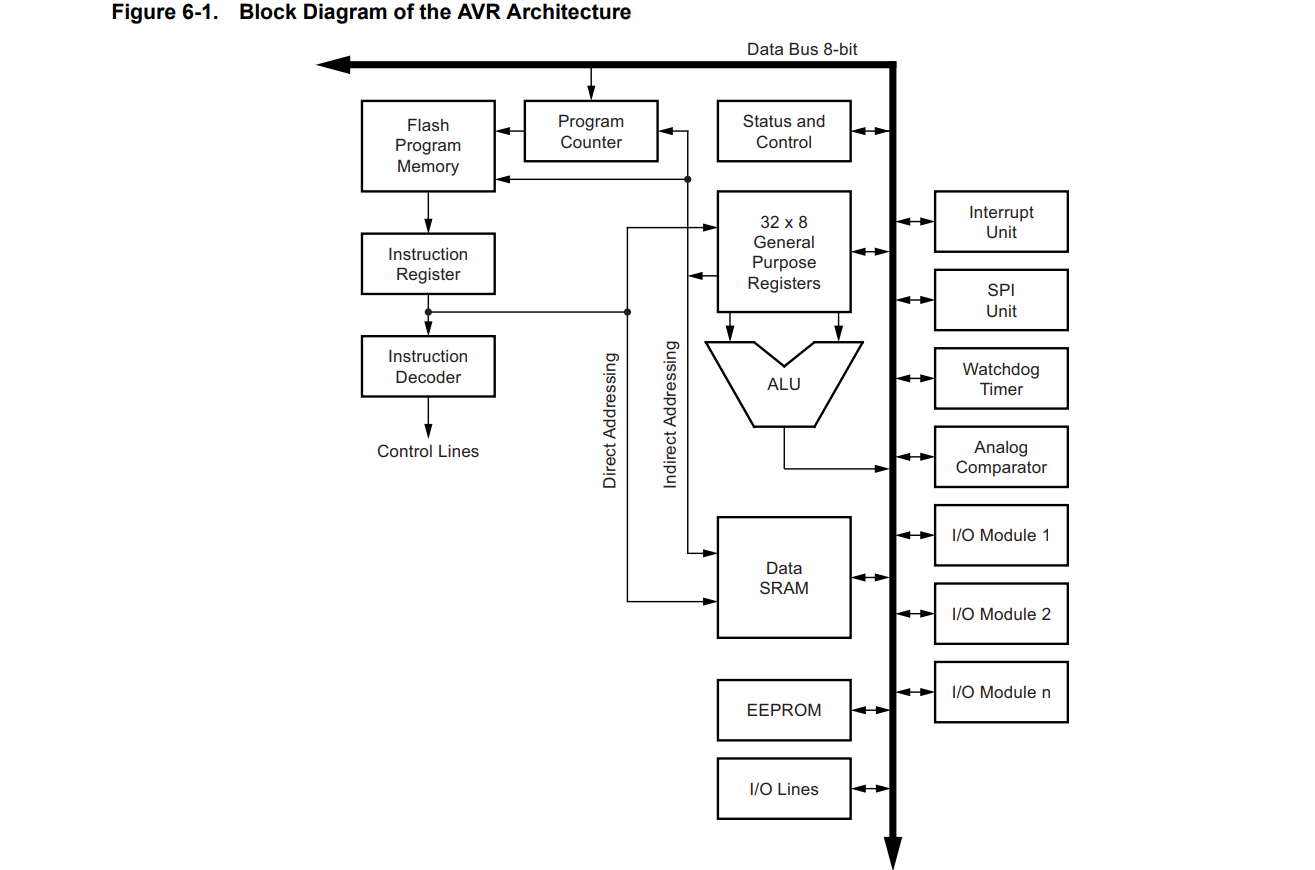 Figure 6-1. Block Diagram of the AVR Architecture
Data Bus 8-bit
Flash
Program
Memory
Program
Counter
Status and
Control
Instruction
Register
32 x 8
General
Purpose
Registers
Interrupt
Unit
SPI
Unit
Instruction
Decoder
Control Lines
Direct Addressing
Indirect Addressing
ALU
Watchdog
Timer
Analog
Comparator
Data
SRAM
I/O Module 1
I/O Module 2
I/O Module n
EEPROM
I/O Lines